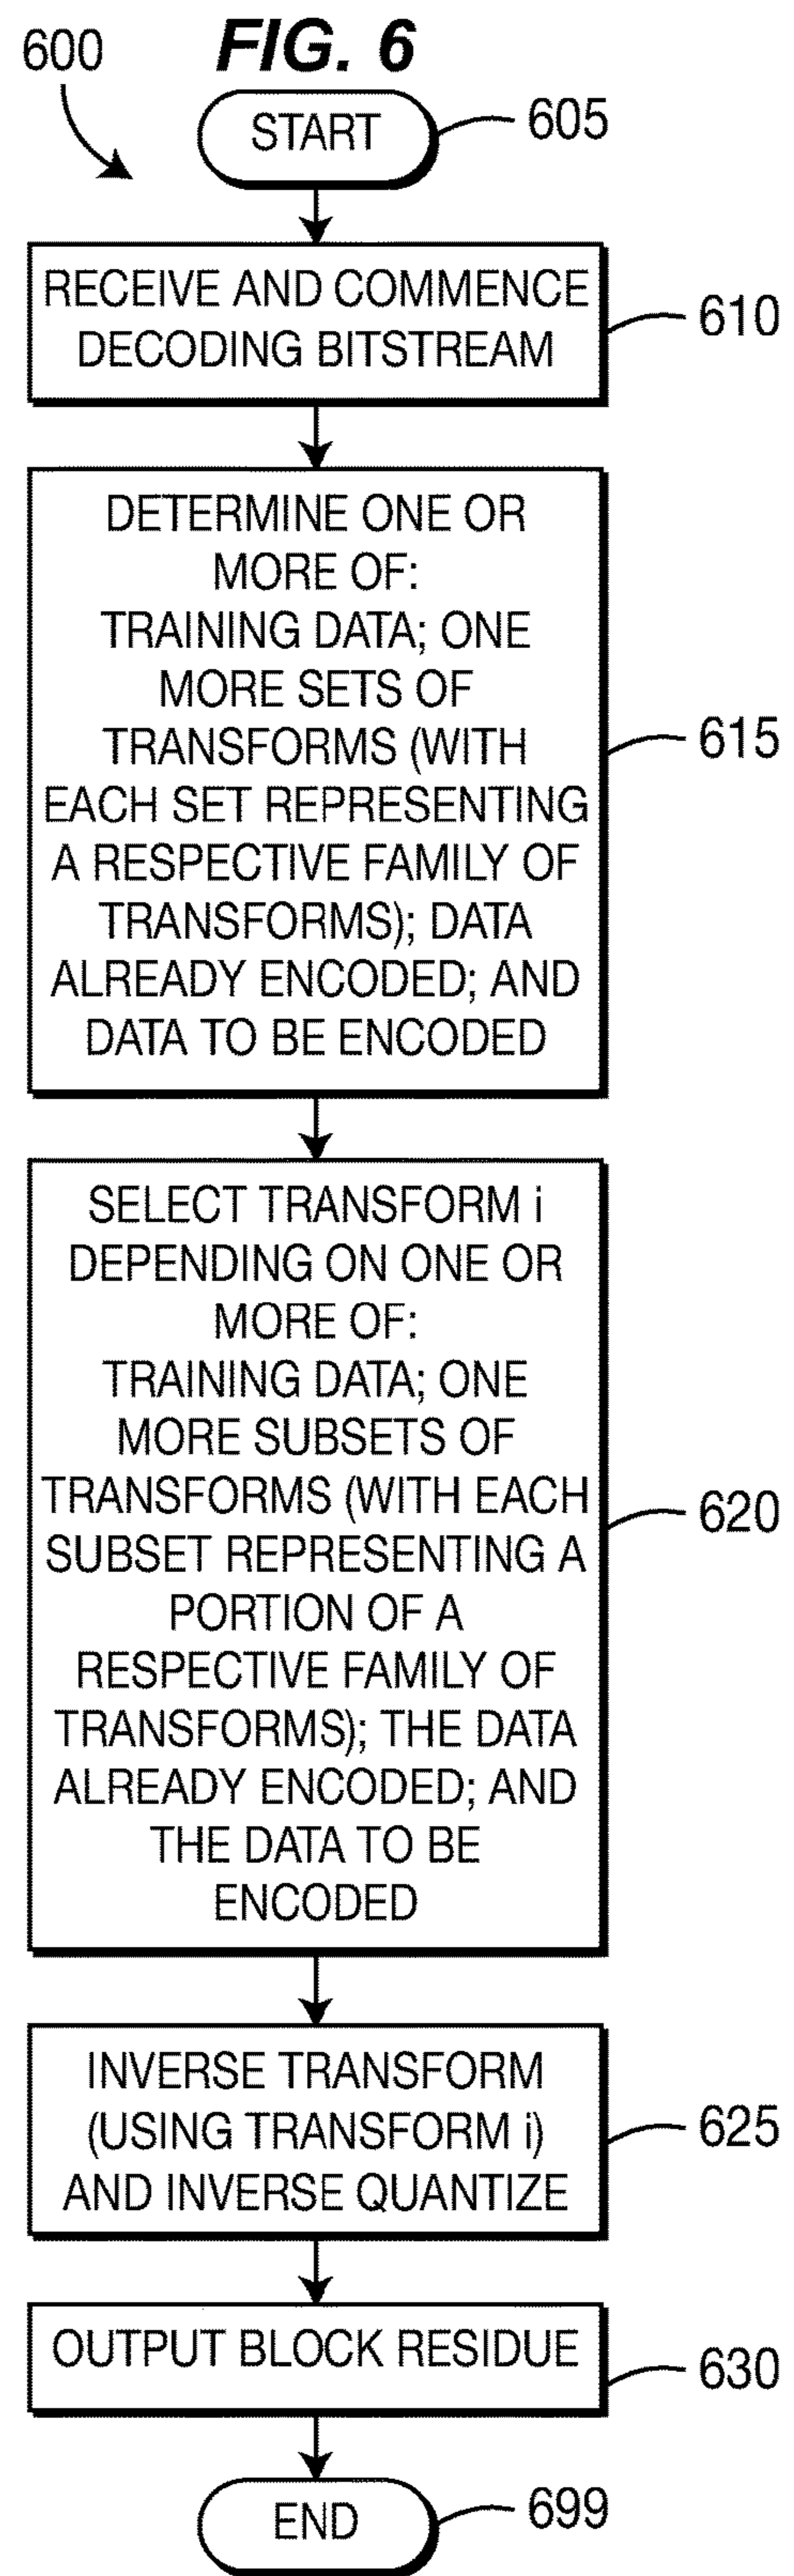 600
FIG. 6
START
605
RECEIVE AND COMMENCE
DECODING BITSTREAM
610
DETERMINE ONE OR
MORE OF:
TRAINING DATA; ONE
MORE SETS OF
TRANSFORMS (WITH
EACH SET REPRESENTING
A RESPECTIVE FAMILY OF
TRANSFORMS); DATA
ALREADY ENCODED; AND
DATA TO BE ENCODED
615
SELECT TRANSFORM i
DEPENDING ON ONE OR
MORE OF:
TRAINING DATA; ONE
MORE SUBSETS OF
TRANSFORMS (WITH EACH
SUBSET REPRESENTING A
PORTION OF A
RESPECTIVE FAMILY OF
TRANSFORMS); THE DATA
ALREADY ENCODED; AND
THE DATA TO BE
ENCODED
620
INVERSE TRANSFORM
(USING TRANSFORM i)
AND INVERSE QUANTIZE
625
OUTPUT BLOCK RESIDUE
630
END
699